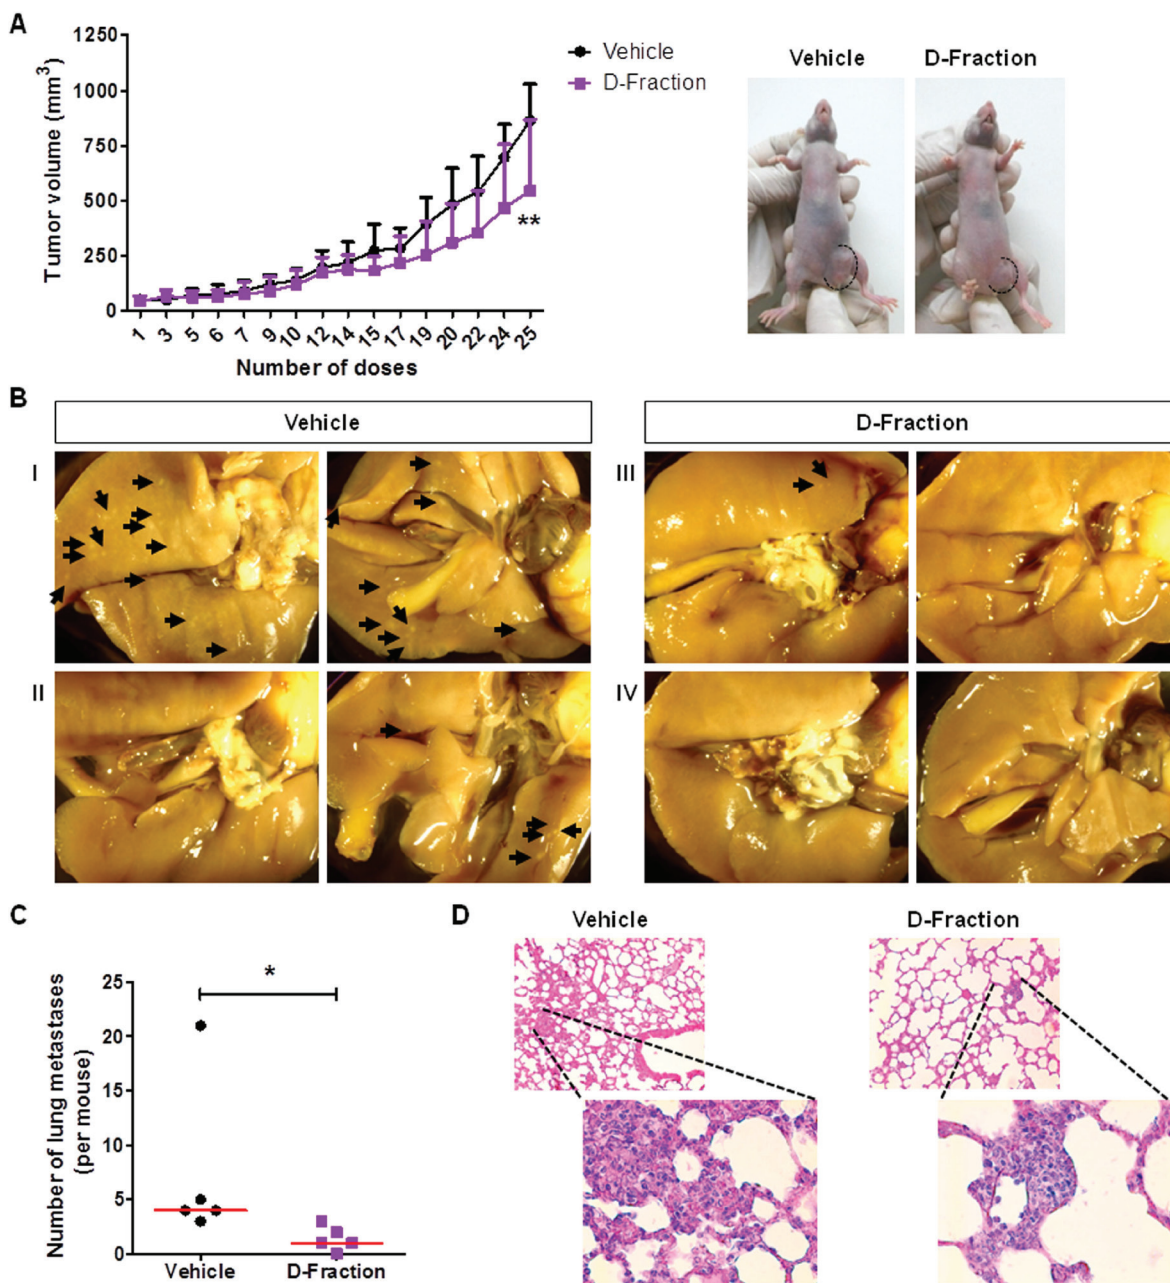 A
Tumor volume (mm³)
1250
1000
750
500
250
0
1 3 5 6 7 9 10 12 14 15 17 19 20 22 24 25
Number of doses
Vehicle
D-Fraction
**
Vehicle D-Fraction
B
Vehicle D-Fraction
I III
II IV
C
Number of lung metastases
(per mouse)
25
20
15
10
5
0
*
Vehicle D-Fraction
D
Vehicle D-Fraction